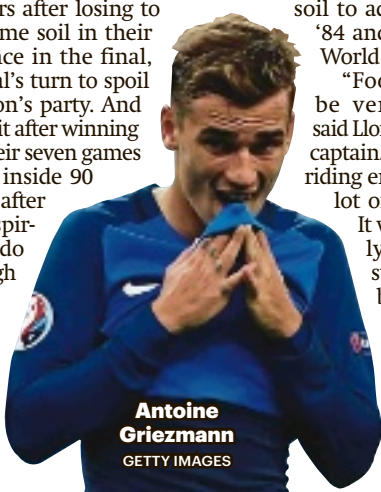 rs after losing to
me soil in their
ce in the final,
al’s turn to spoil
on’s party. And
it after winning
eir seven games
inside 90
after
spir-
do
gh
soil to ac
‘84 and
World
“Foo
be ver
said Llor
captain.
riding en
lot of
It w
ly
st
b
Antoine
Griezmann
GETTY IMAGES